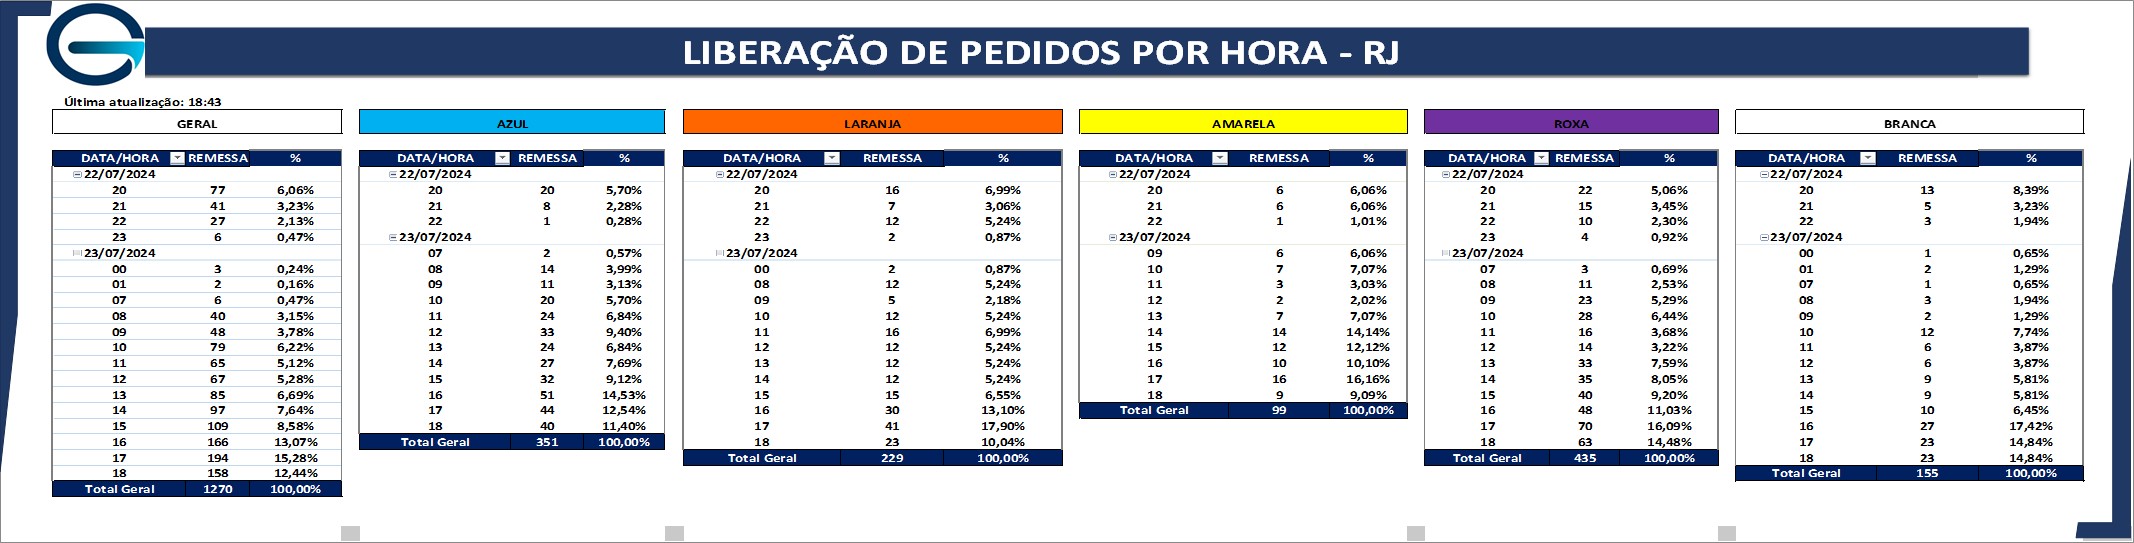 LIBERAÇÃO DE PEDIDOS POR HORA - RJ
Última atualização: 18:43
GERAL
DATA/HORA REMESSA %
22/07/2024
20 77 6,06%
21 41 3,23%
22 27 2,13%
23 6 0,47%
23/07/2024
00 3 0,24%
01 2 0,16%
07 6 0,47%
08 40 3,15%
09 48 3,78%
10 79 6,22%
11 65 5,12%
12 67 5,28%
13 85 6,69%
14 97 7,64%
15 109 8,58%
16 166 13,07%
17 194 15,28%
18 158 12,44%
Total Geral 1270 100,00%
AZUL
DATA/HORA REMESSA %
22/07/2024
20 20 5,70%
21 8 2,28%
22 1 0,28%
23/07/2024
07 2 0,57%
08 14 3,99%
09 11 3,13%
10 20 5,70%
11 24 6,84%
12 33 9,40%
13 24 6,84%
14 27 7,69%
15 32 9,12%
16 51 14,53%
17 44 12,54%
18 40 11,40%
Total Geral 351 100,00%
LARANJA
DATA/HORA REMESSA %
22/07/2024
20 16 6,99%
21 7 3,06%
22 12 5,24%
23 2 0,87%
23/07/2024
00 2 0,87%
08 12 5,24%
09 5 2,18%
10 12 5,24%
11 16 6,99%
12 12 5,24%
13 12 5,24%
14 12 5,24%
15 15 6,55%
16 30 13,10%
17 41 17,90%
18 23 10,04%
Total Geral 229 100,00%
AMARELA
DATA/HORA REMESSA %
22/07/2024
20 6 6,06%
21 6 6,06%
22 1 1,01%
23/07/2024
09 6 6,06%
10 7 7,07%
11 3 3,03%
12 2 2,02%
13 7 7,07%
14 14 14,14%
15 12 12,12%
16 10 10,10%
17 16 16,16%
18 9 9,09%
Total Geral 99 100,00%
ROXA
DATA/HORA REMESSA %
22/07/2024
20 22 5,06%
21 15 3,45%
22 10 2,30%
23 4 0,92%
23/07/2024
07 3 0,69%
08 11 2,53%
09 23 5,29%
10 28 6,44%
11 16 3,68%
12 14 3,22%
13 33 7,59%
14 35 8,05%
15 40 9,20%
16 48 11,03%
17 70 16,09%
18 63 14,48%
Total Geral 435 100,00%
BRANCA
DATA/HORA REMESSA %
22/07/2024
20 13 8,39%
21 5 3,23%
22 3 1,94%
23/07/2024
00 1 0,65%
01 2 1,29%
07 1 0,65%
08 3 1,94%
09 2 1,29%
10 12 7,74%
11 6 3,87%
12 6 3,87%
13 9 5,81%
14 9 5,81%
15 10 6,45%
16 27 17,42%
17 23 14,84%
18 23 14,84%
Total Geral 155 100,00%